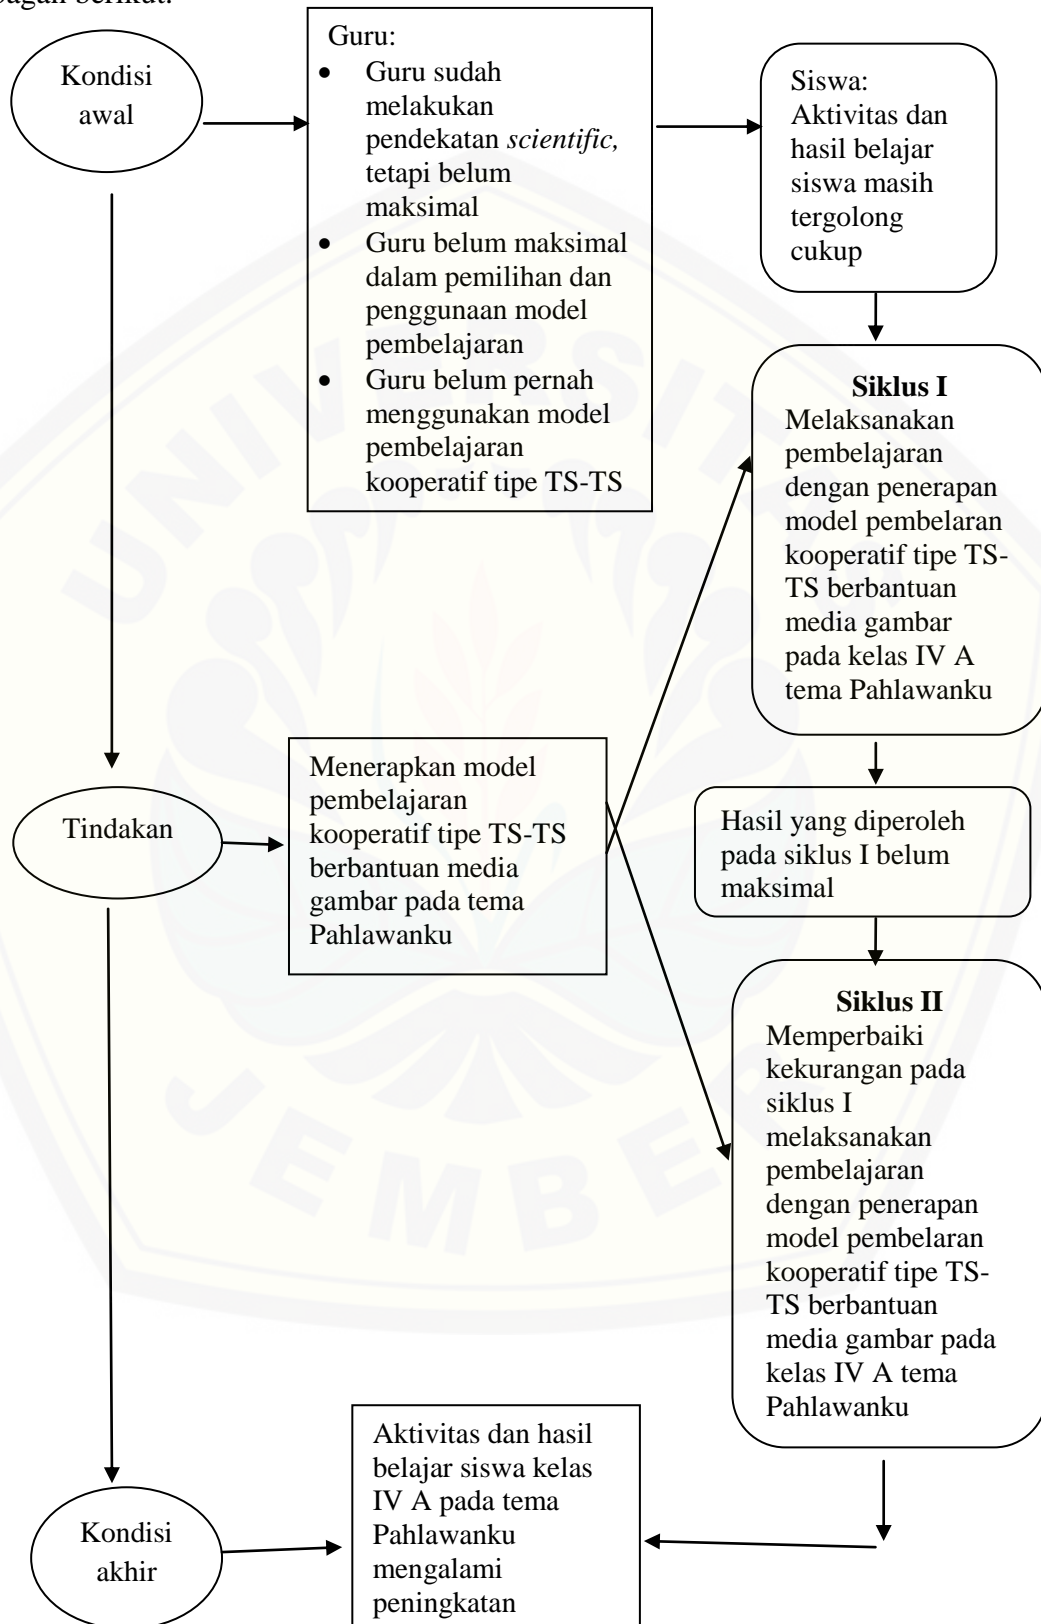 bagan berikut.
Kondisi
awal
Guru:
• Guru sudah
melakukan
pendekatan scientific,
tetapi belum
maksimal
• Guru belum maksimal
dalam pemilihan dan
penggunaan model
pembelajaran
• Guru belum pernah
menggunakan model
pembelajaran
kooperatif tipe TS-TS
Siswa:
Aktivitas dan
hasil belajar
siswa masih
tergolong
cukup
Siklus I
Melaksanakan
pembelajaran
dengan penerapan
model pembelaran
kooperatif tipe TS-
TS berbantuan
media gambar
pada kelas IV A
tema Pahlawanku
Tindakan
Menerapkan model
pembelajaran
kooperatif tipe TS-TS
berbantuan media
gambar pada tema
Pahlawanku
Hasil yang diperoleh
pada siklus I belum
maksimal
Siklus II
Memperbaiki
kekurangan pada
siklus I
melaksanakan
pembelajaran
dengan penerapan
model pembelaran
kooperatif tipe TS-
TS berbantuan
media gambar pada
kelas IV A tema
Pahlawanku
Kondisi
akhir
Aktivitas dan hasil
belajar siswa kelas
IV A pada tema
Pahlawanku
mengalami
peningkatan
UNIVERSITAS
JEMBER